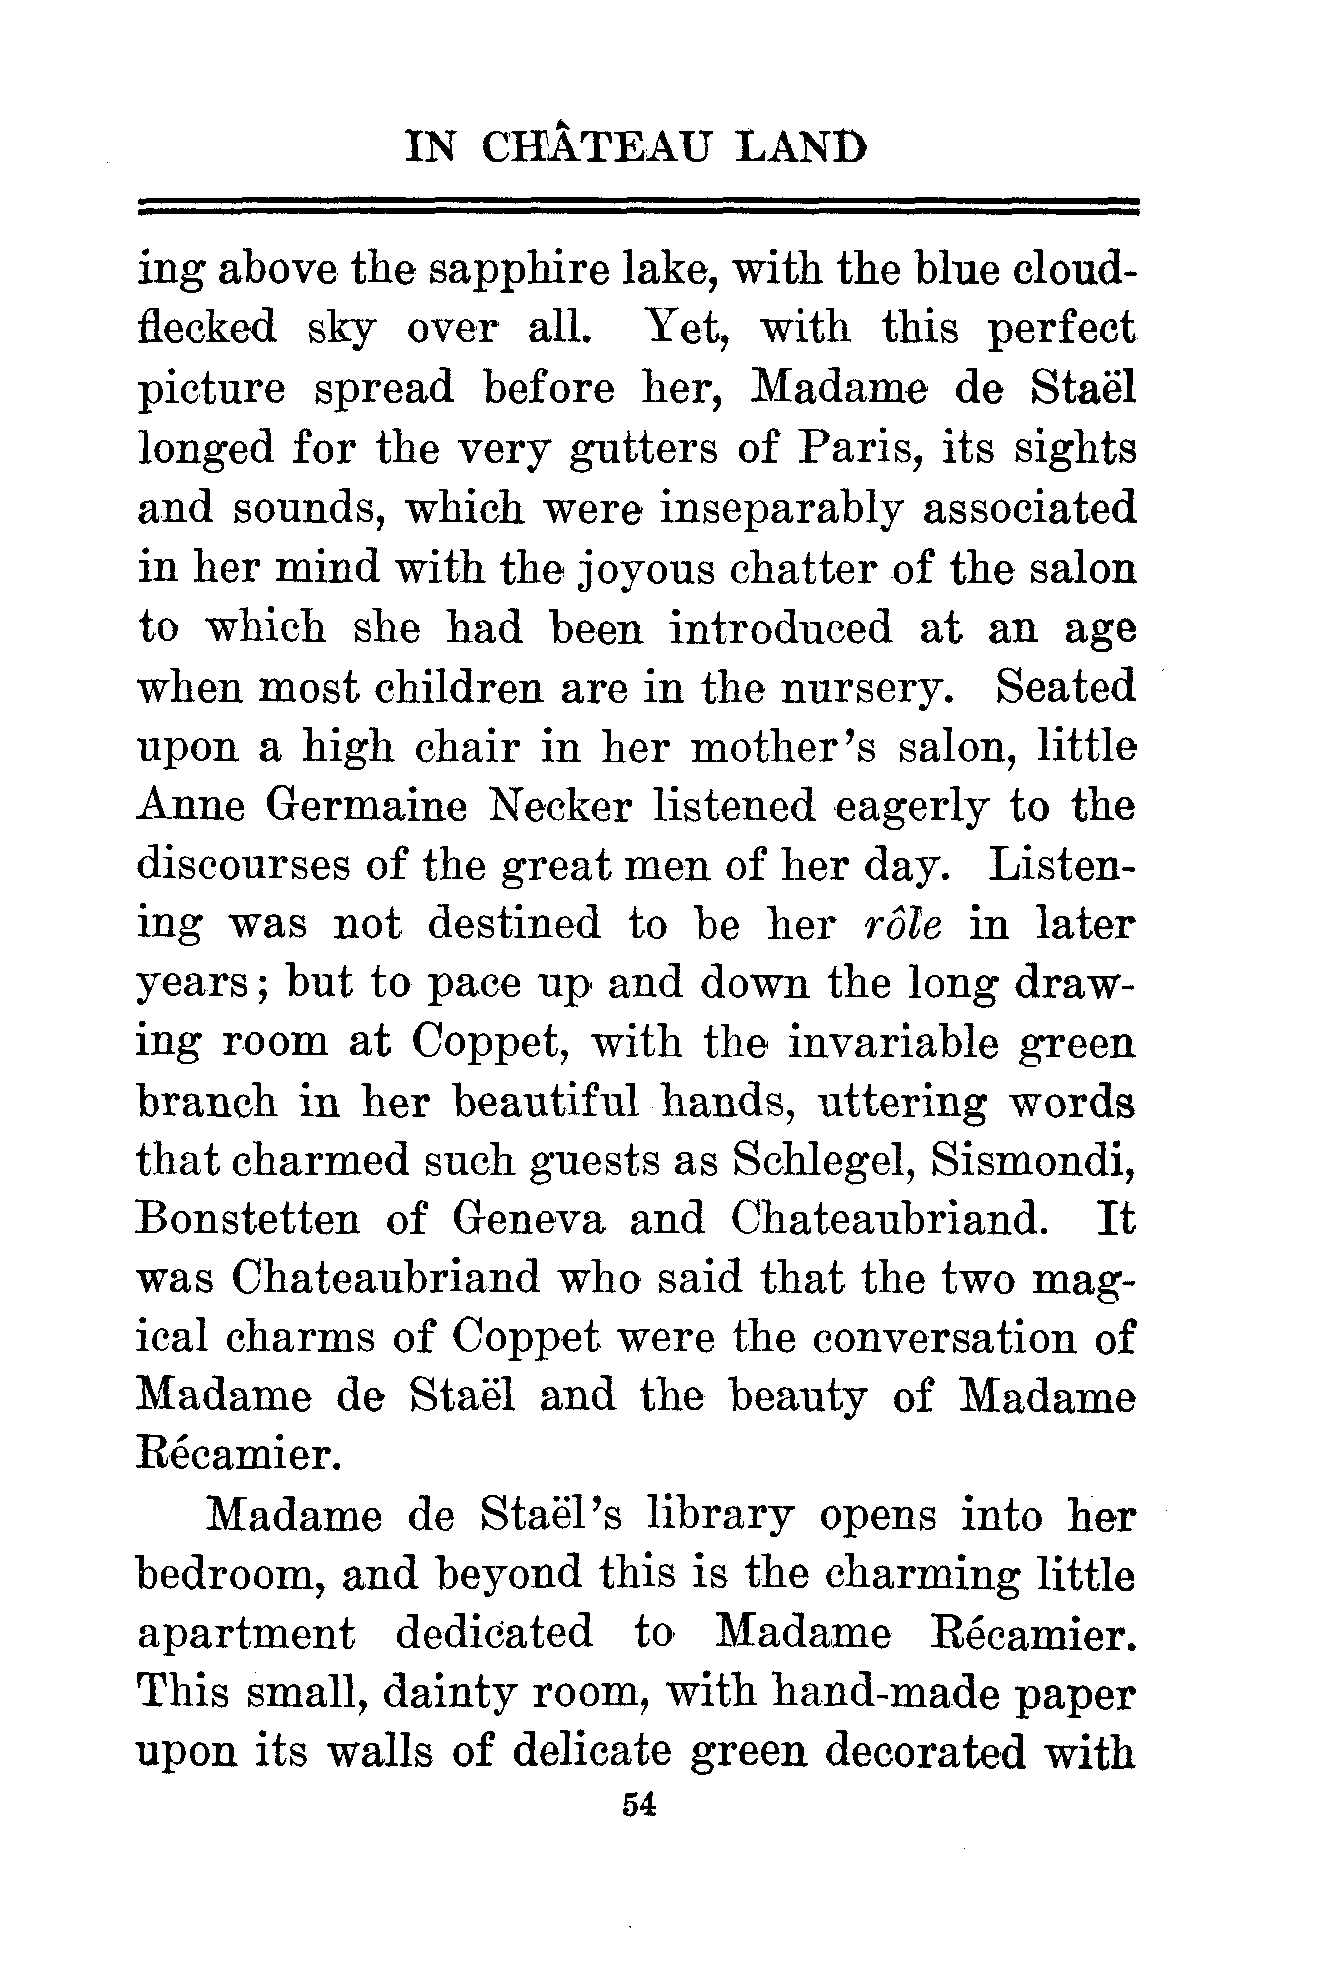 IN CHÂTEAU LAND
ing above the sapphire lake, with the blue cloud-
flecked sky over all. Yet, with this perfect
picture spread before her, Madame de Staël
longed for the very gutters of Paris, its sights
and sounds, which were inseparably associated
in her mind with the joyous chatter of the salon
to which she had been introduced at an age
when most children are in the nursery. Seated
upon a high chair in her mother's salon, little
Anne Germaine Necker listened eagerly to the
discourses of the great men of her day. Listen-
ing was not destined to be her rôle in later
years; but to pace up and down the long draw-
ing room at Coppet, with the invariable green
branch in her beautiful hands, uttering words
that charmed such guests as Schlegel, Sismondi,
Bonstetten of Geneva and Chateaubriand. It
was Chateaubriand who said that the two mag-
ical charms of Coppet were the conversation of
Madame de Staël and the beauty of Madame
Récamier.
Madame de Staël's library opens into her
bedroom, and beyond this is the charming little
apartment dedicated to Madame Récamier.
This small, dainty room, with hand-made paper
upon its walls of delicate green decorated with
54